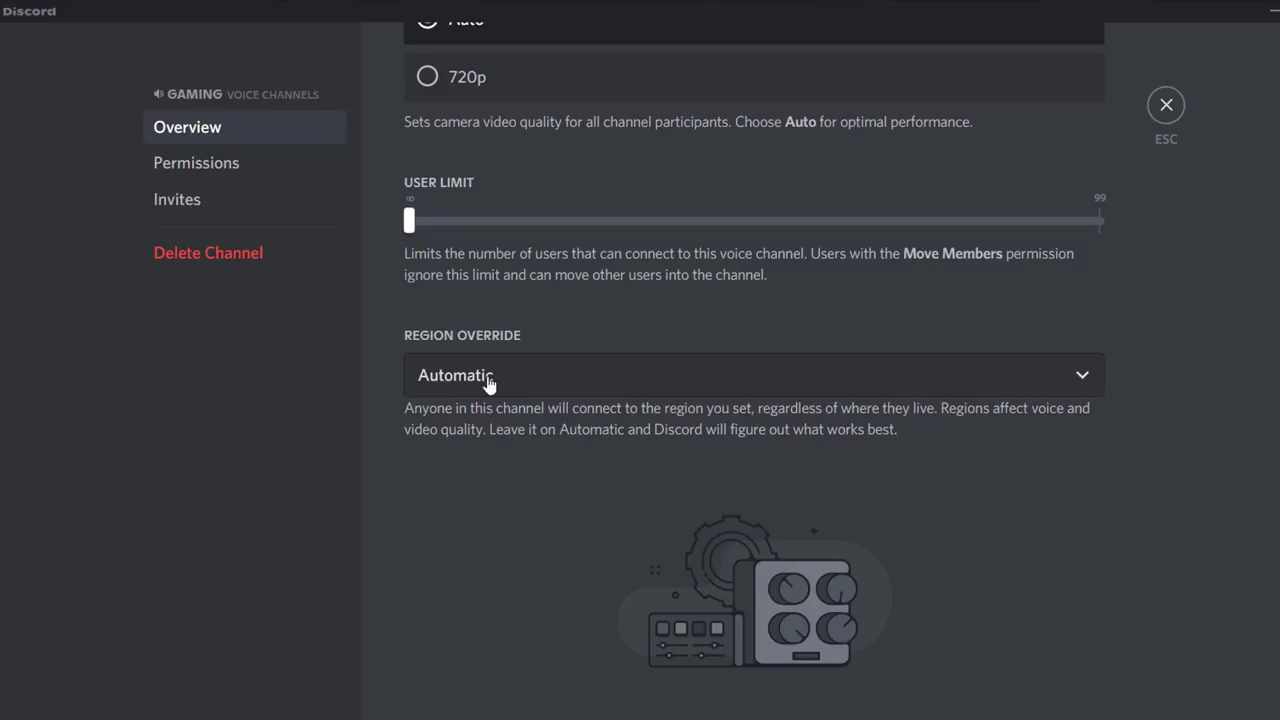 Discord
Auto
720p
GAMING VOICE CHANNELS
Overview
Permissions
Invites
Delete Channel
Sets camera video quality for all channel participants. Choose Auto for optimal performance.
ESC
USER LIMIT
∞
99
Limits the number of users that can connect to this voice channel. Users with the Move Members permission
ignore this limit and can move other users into the channel.
REGION OVERRIDE
Automatic
Anyone in this channel will connect to the region you set, regardless of where they live. Regions affect voice and
video quality. Leave it on Automatic and Discord will figure out what works best.